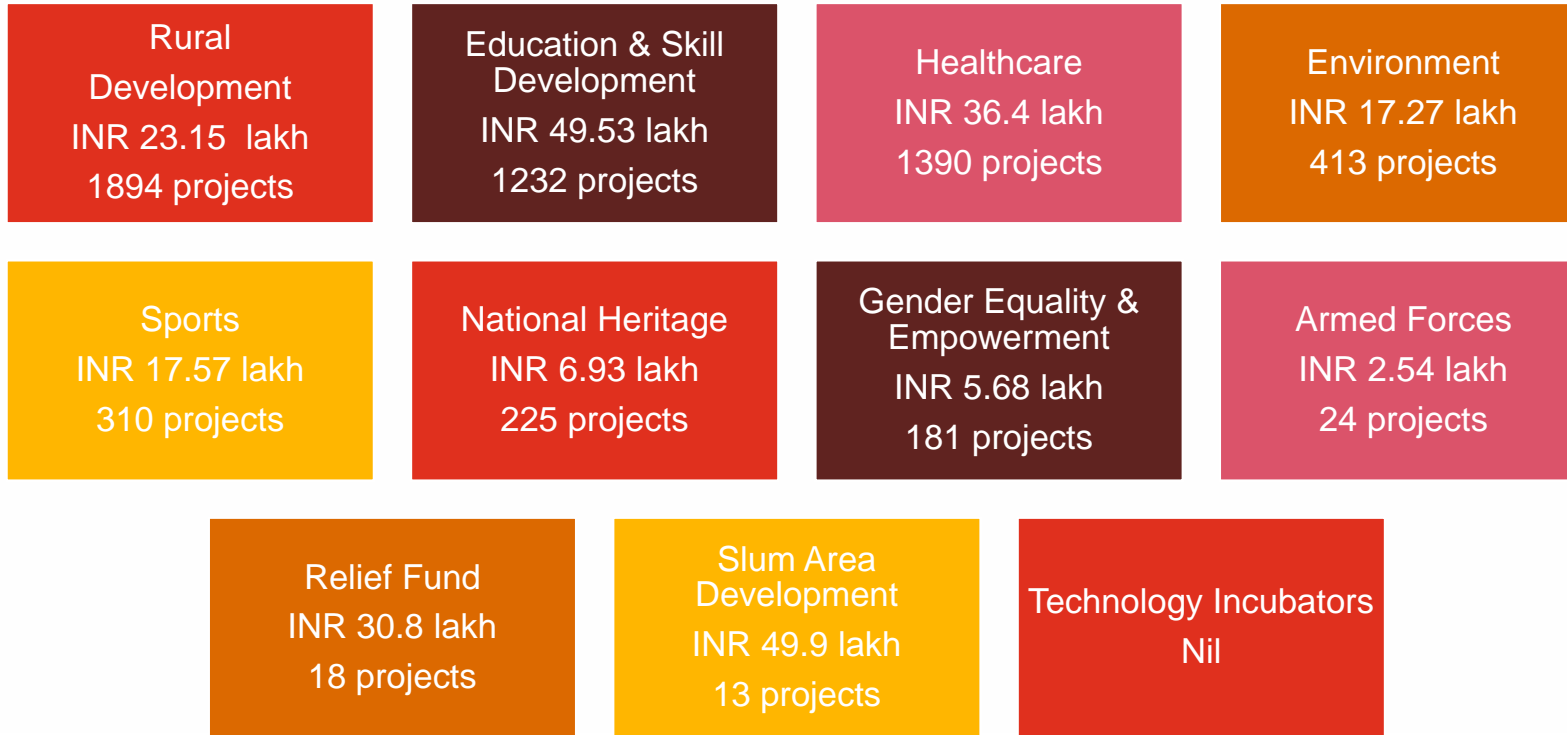 Rural
Development
INR 23.15  lakh
1894 projects
Education & Skill
Development
INR 49.53 lakh
1232 projects
Healthcare
INR 36.4 lakh
1390 projects
Environment
INR 17.27 lakh
413 projects
Sports
INR 17.57 lakh
310 projects
National Heritage
INR 6.93 lakh
225 projects
Gender Equality &
Empowerment
INR 5.68 lakh
181 projects
Armed Forces
INR 2.54 lakh
24 projects
Relief Fund
INR 30.8 lakh
18 projects
Slum Area
Development
INR 49.9 lakh
13 projects
Technology Incubators
Nil